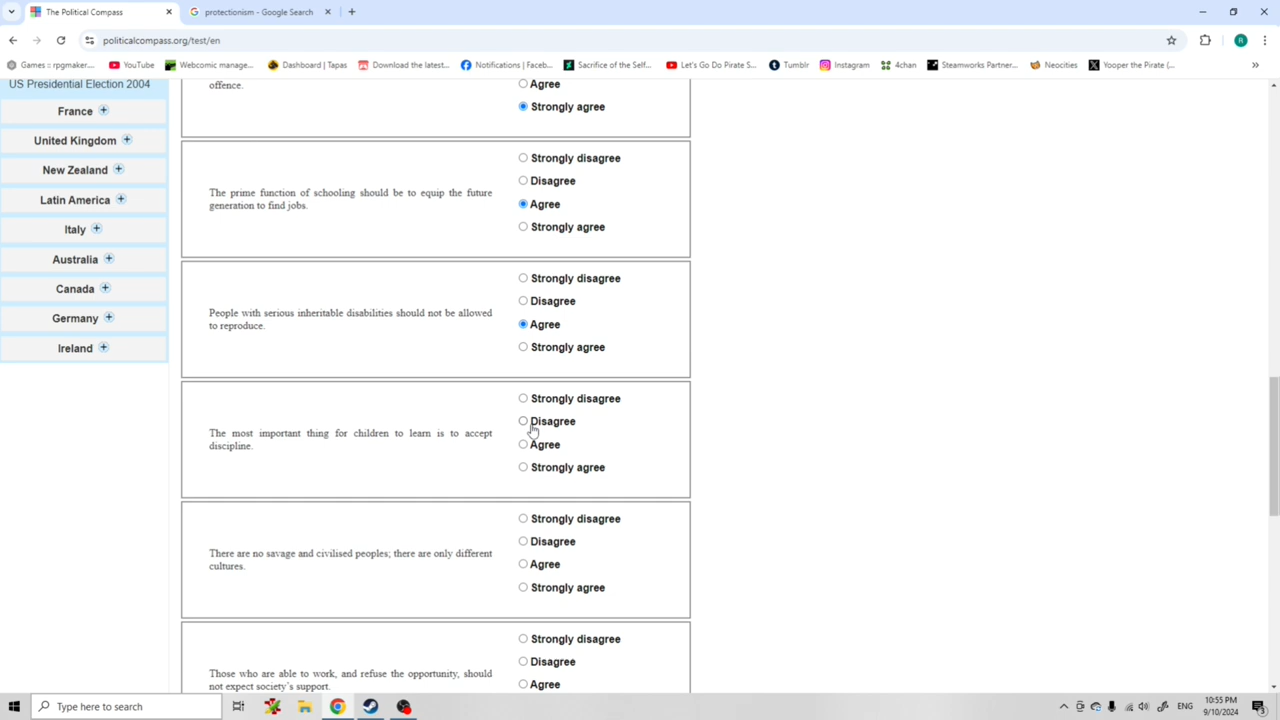 The Political Compass
protectionism - Google Search
politicalcompass.org/test/en
Games :: rpgmaker....
YouTube
Webcomic manage...
Dashboard | Tapas
Download the latest...
Notifications | Faceb...
Sacrifice of the Self...
Let's Go Do Pirate S...
Tumblr
Instagram
4chan
Steamworks Partner...
Neocities
Yooper the Pirate (...
»
US Presidential Election 2004
France
United Kingdom
New Zealand
Latin America
Italy
Australia
Canada
Germany
Ireland
offence.
Agree
Strongly agree
The prime function of schooling should be to equip the future
generation to find jobs.
Strongly disagree
Disagree
Agree
Strongly agree
People with serious inheritable disabilities should not be allowed
to reproduce.
Strongly disagree
Disagree
Agree
Strongly agree
The most important thing for children to learn is to accept
discipline.
Strongly disagree
Disagree
Agree
Strongly agree
There are no savage and civilised peoples; there are only different
cultures.
Strongly disagree
Disagree
Agree
Strongly agree
Those who are able to work, and refuse the opportunity, should
not expect society's support.
Strongly disagree
Disagree
Agree
Type here to search
ENG
10:55 PM
9/10/2024